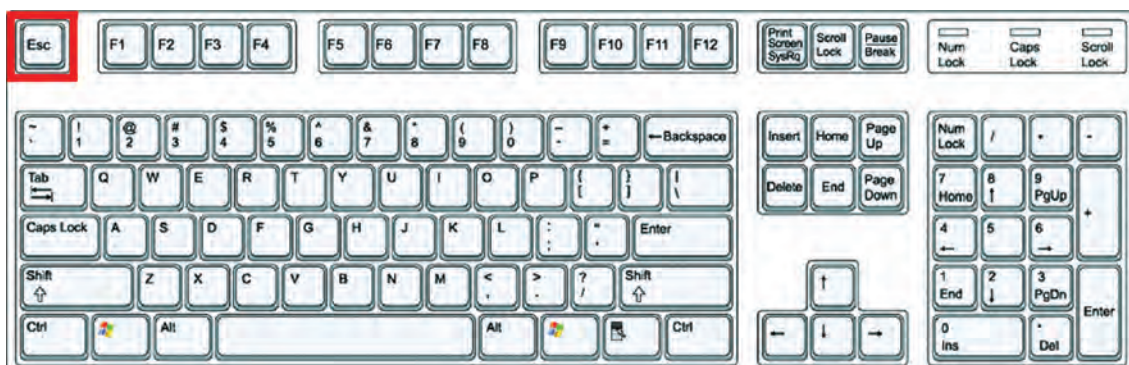 Esc F1 F2 F3 F4 F5 F6 F7 F8 F9 F10 F11 F12 Print Screen SysRq Scroll Lock Pause Break Num Lock Caps Lock Scroll Lock
~ ` ! 1 @ 2 # 3 $ 4 % 5 ^ 6 & 7 * 8 ( 9 ) 0 - + = ←Backspace Insert Home Page Up Num Lock / * -
Tab Q W E R T Y U I O P { [ } ] | \ Delete End Page Down 7 Home 8 ↑ 9 PgUp +
Caps Lock A S D F G H J K L : ; " ' Enter 4 ← 5 6 →
Shift ⇧ Z X C V B N M < , > . ? / Shift ⇧ ↑ 1 End 2 ↓ 3 PgDn Enter
Ctrl Alt Alt Ctrl ← ↓ → 0 Ins . Del